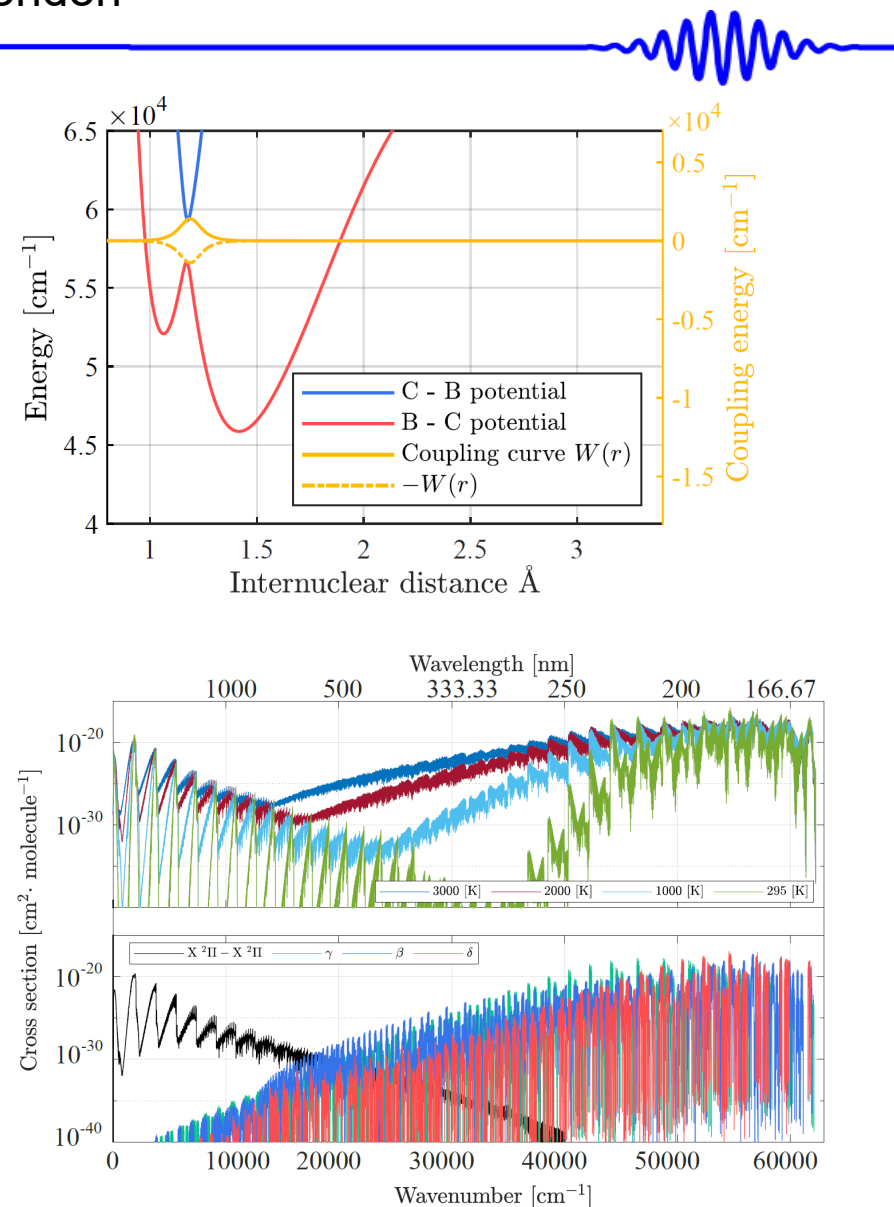 ×10⁴
×10⁴
6.5
6
5.5
5
4.5
4
Energy [cm⁻¹]
0.5
0
-0.5
-1
-1.5
Coupling energy [cm⁻¹]
C - B potential
B - C potential
Coupling curve W(r)
−W(r)
1 1.5 2 2.5 3
Internuclear distance Å
Wavelength [nm]
1000 500 333.33 250 200 166.67
10⁻²⁰
10⁻³⁰
3000 [K] 2000 [K] 1000 [K] 295 [K]
Cross section [cm²· molecule⁻¹]
X ²Π − X ²Π γ β δ
10⁻²⁰
10⁻³⁰
10⁻⁴⁰
0 10000 20000 30000 40000 50000 60000
Wavenumber [cm⁻¹]